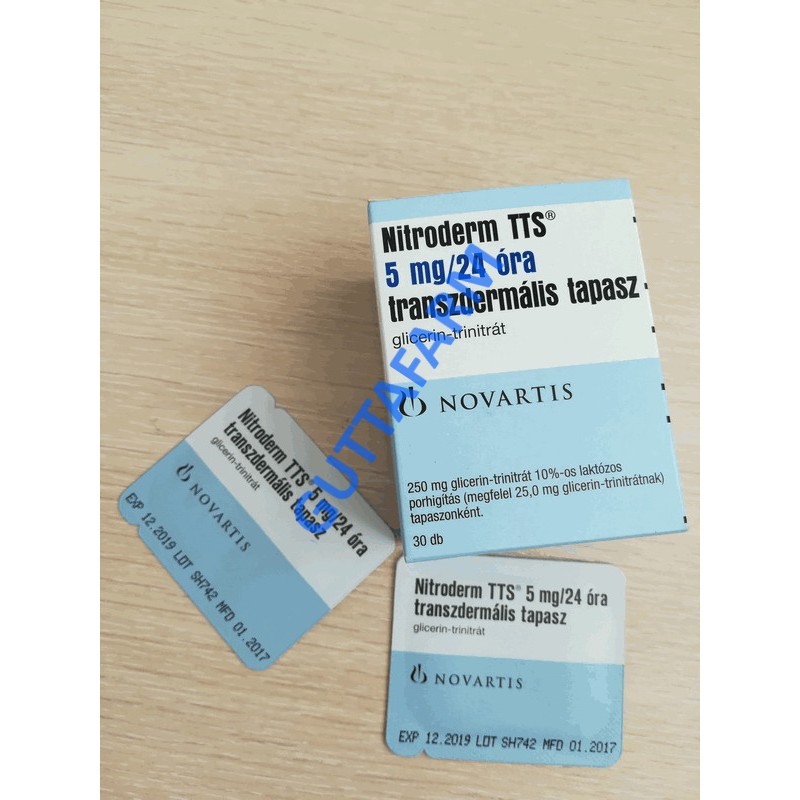 Nitroderm TTS®
5 mg/24 óra
transzdermális tapasz
glicerin-trinitrát
NOVARTIS
250 mg glicerin-trinitrát 10%-os laktózos
porhigítás (megfelel 25,0 mg glicerin-trinitrátnak)
tapaszonként.
30 db
GUTTAFARM
Nitroderm TTS® 5 mg/24 óra
transzdermális tapasz
glicerin-trinitrát
NOVARTIS
EXP 12.2019 LOT SH742 MFD 01.2017
Nitroderm TTS® 5 mg/24 óra
transzdermális tapasz
glicerin-trinitrát
NOVARTIS
EXP 12.2019 LOT SH742 MFD 01.2017